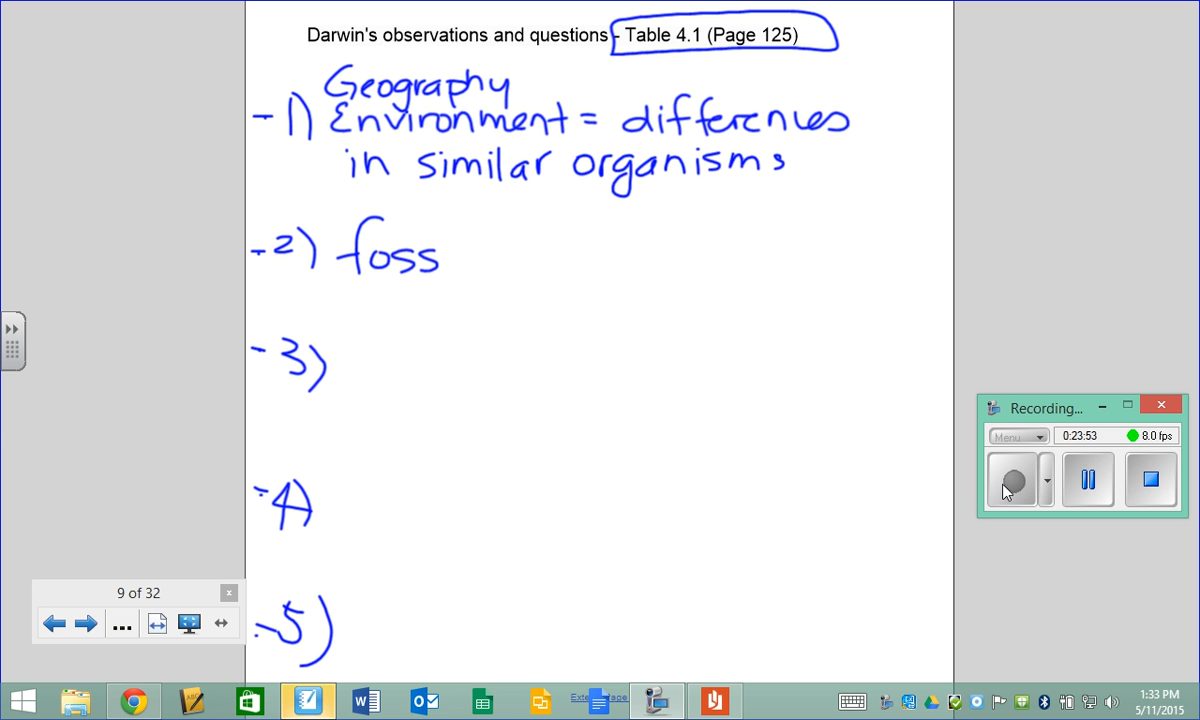 Darwin's observations and questions - Table 4.1 (Page 125)
Geography
- 1) Environment = differences
in similar organisms
- 2) foss
- 3)
- 4)
- 5)
Recording...
Menu
0:23:53
8.0 fps
9 of 32
...
1:33 PM
5/11/2015